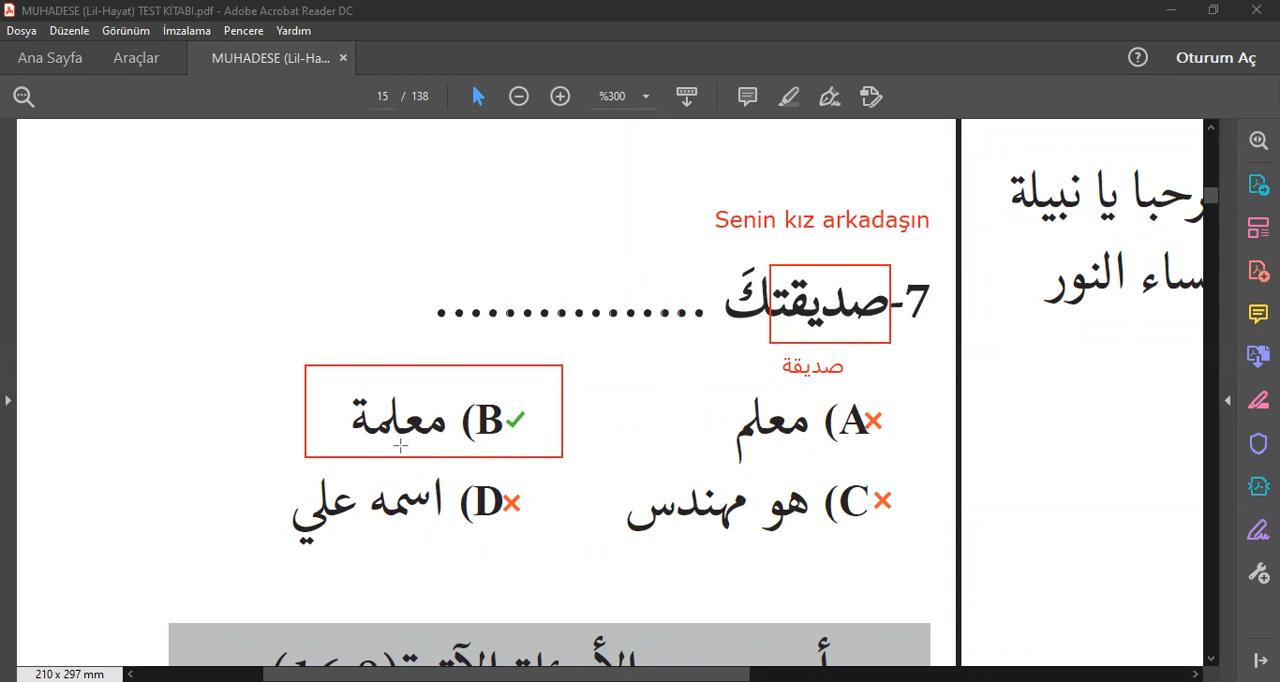 MUHADESE (Lil-Hayat) TEST KİTABI.pdf - Adobe Acrobat Reader DC
Dosya Düzenle Görünüm İmzalama Pencere Yardım
Ana Sayfa Araçlar MUHADESE (Lil-Ha... × Oturum Aç
15 / 138 %300
رحبا يا نبيلة
ساء النور
Senin kız arkadaşın
7-صديقتكَ ................
صديقة
A) معلم
B) معلمة
C) هو مهندس
D) اسمه علي
210 x 297 mm